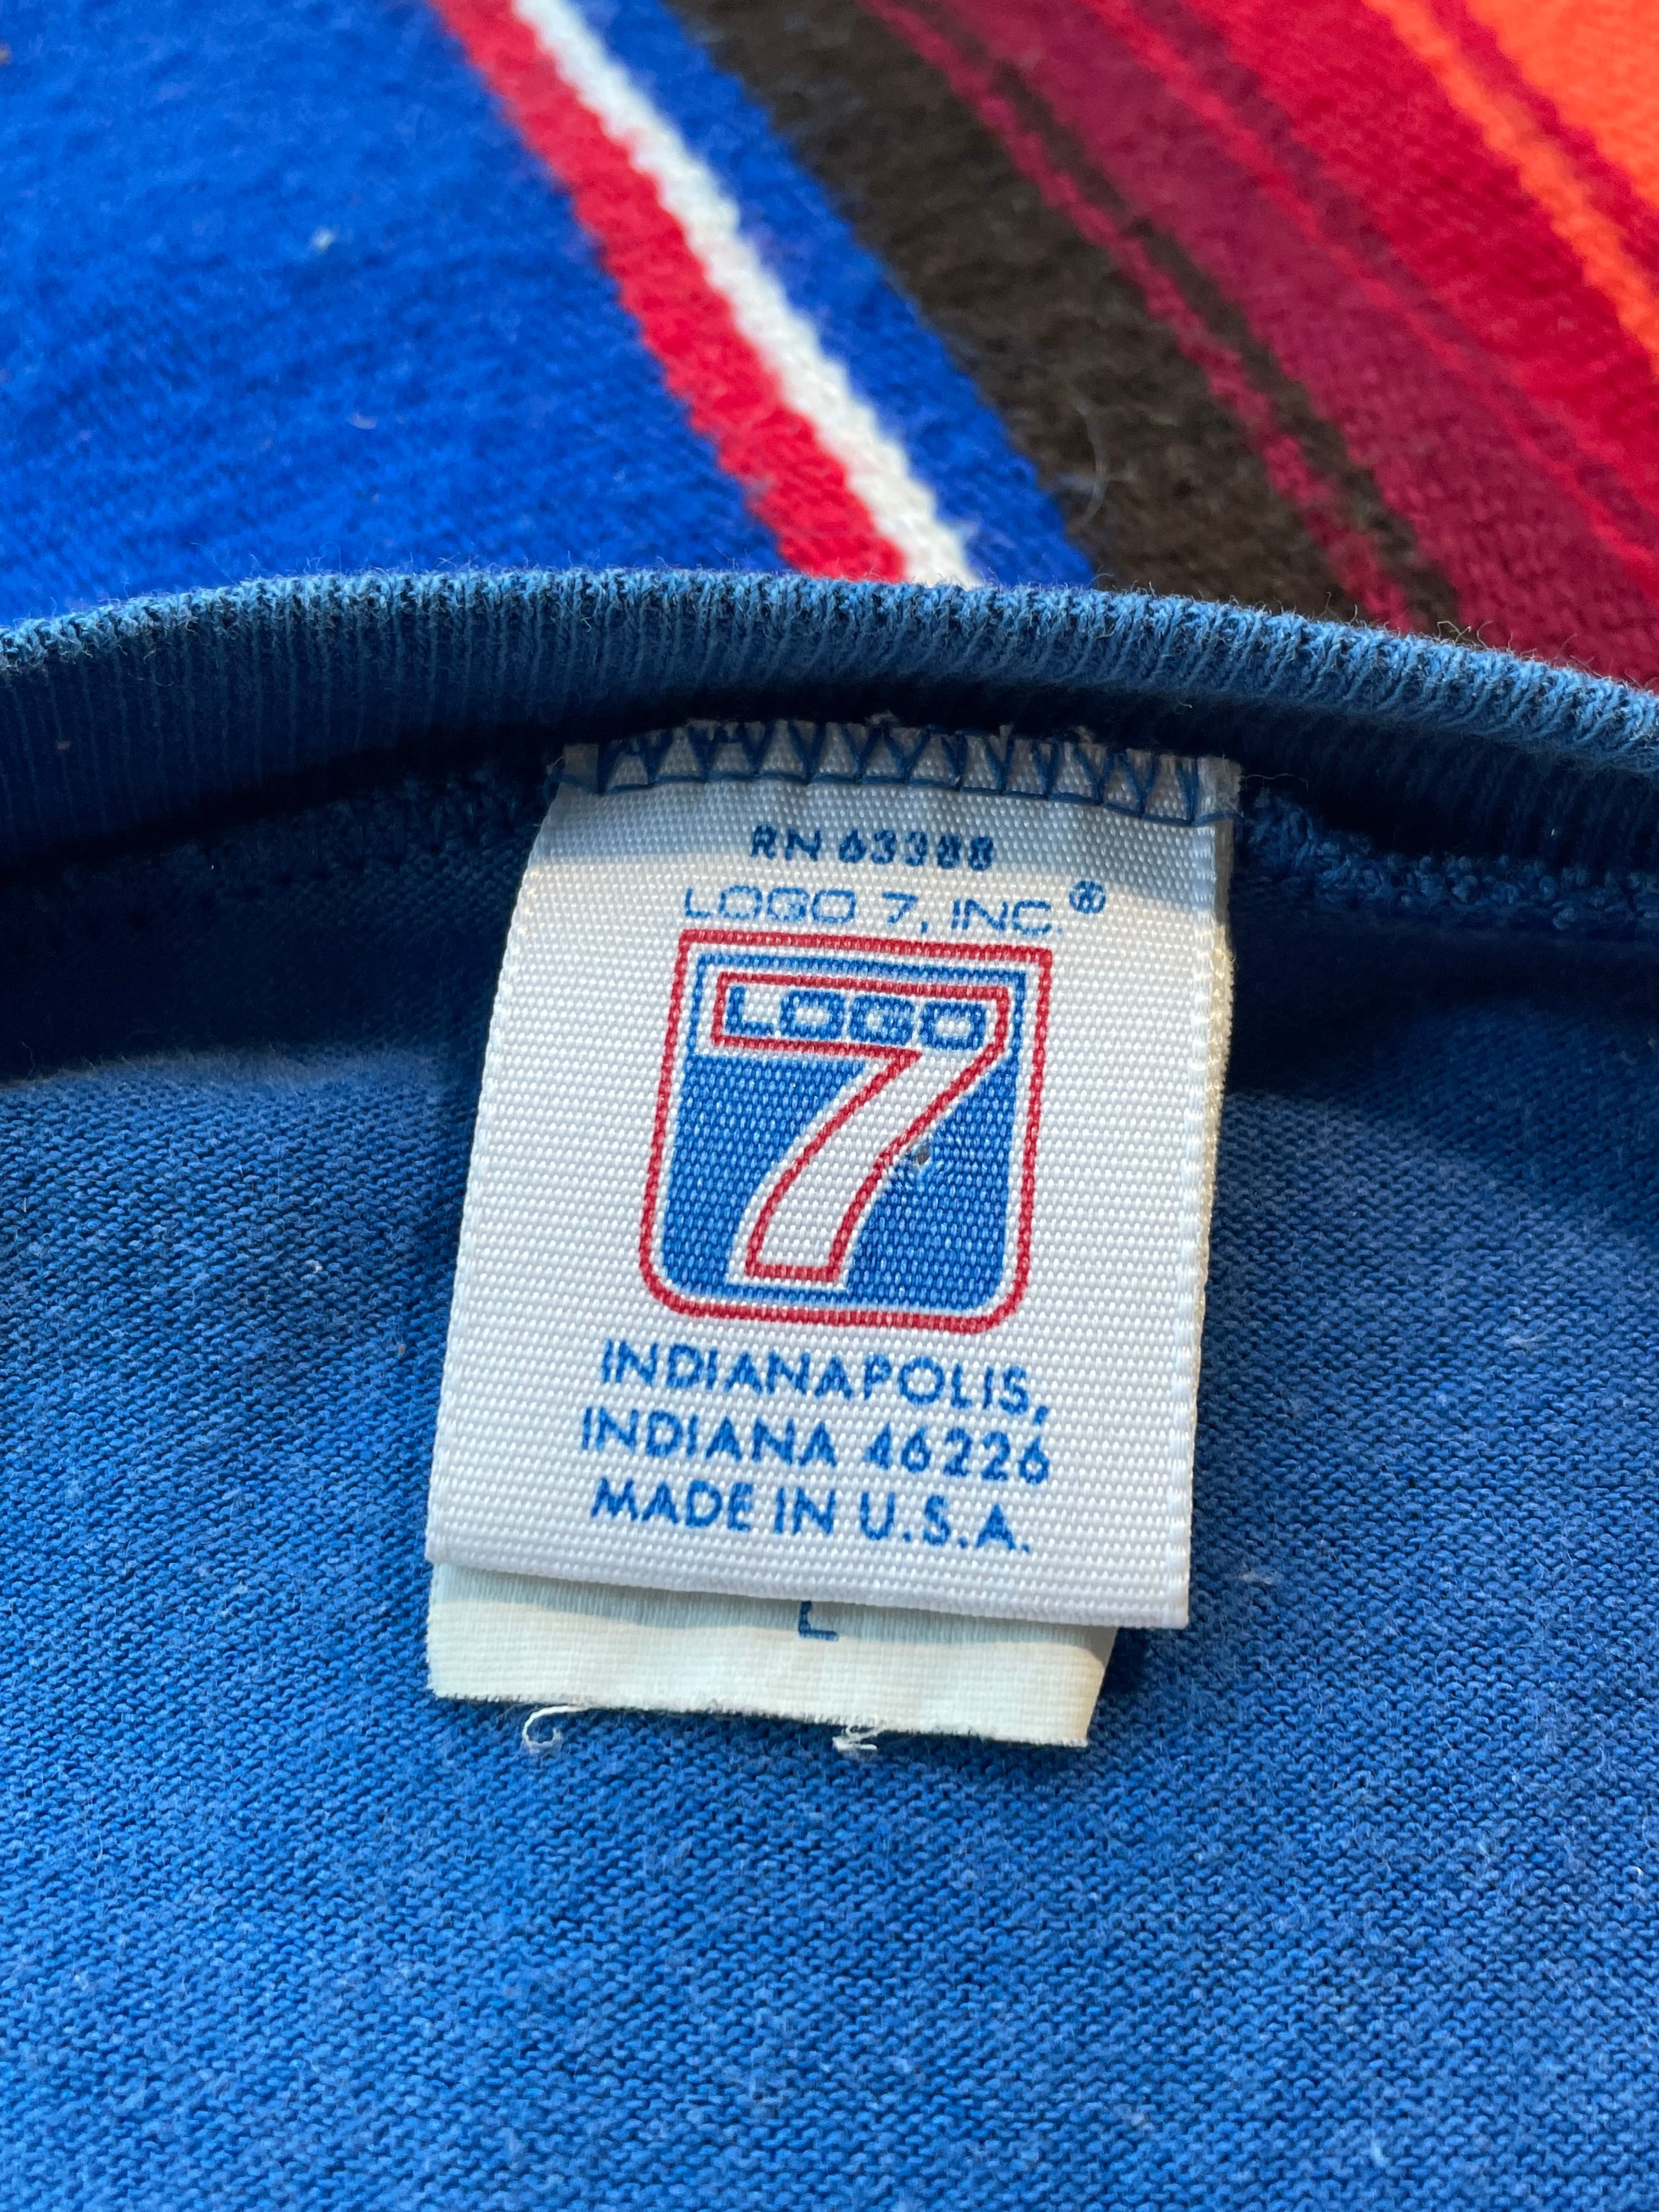 RN 63388
LOGO 7, INC.®
LOGO
7
INDIANAPOLIS,
INDIANA 46226
MADE IN U.S.A.
L